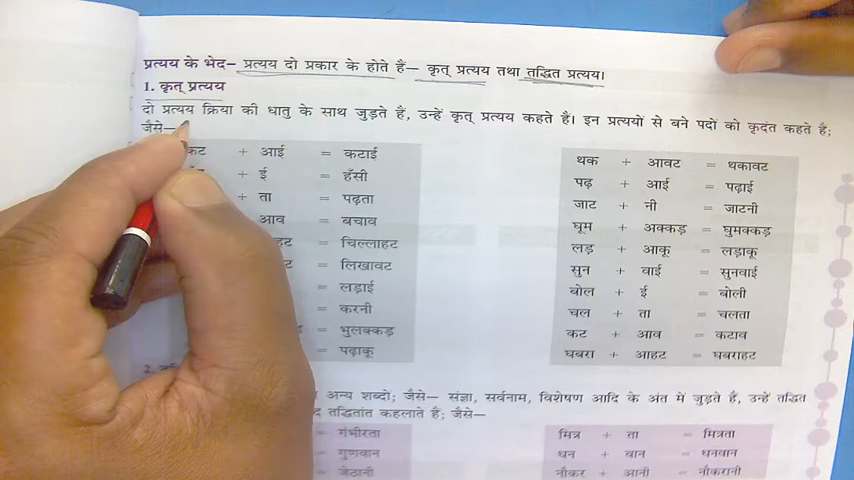 प्रत्यय के भेद– प्रत्यय दो प्रकार के होते हैं– कृत् प्रत्यय तथा तद्धित प्रत्यय।
1. कृत् प्रत्यय
दो प्रत्यय क्रिया की धातु के साथ जुड़ते हैं, उन्हें कृत् प्रत्यय कहते है। इन प्रत्ययों से बने पदों को कृदंत कहते है;
जैसे–
कट + आई = कटाई
+ ई = हँसी
+ ता = पढ़ता
आव = बचाव
= चिल्लाहट
= लिखावट
= लड़ाई
= करनी
= भुलक्कड़
= पढ़ाकू
थक + आवट = थकावट
पढ़ + आई = पढ़ाई
जाट + नी = जाटनी
घूम + अक्कड़ = घुमक्कड़
लड़ + आकू = लड़ाकू
सुन + वाई = सुनवाई
बोल + ई = बोली
चल + ता = चलता
कट + आव = कटाव
घबरा + आहट = घबराहट
2.
अन्य शब्दों; जैसे– संज्ञा, सर्वनाम, विशेषण आदि के अंत में जुड़ते हैं, उन्हें तद्धित
तद्धितांत कहलाते है; जैसे–
= गंभीरता
= गुणवान
= जेठानी
मित्र + ता = मित्रता
धन + वान = धनवान
नौकर + आनी = नौकरानी